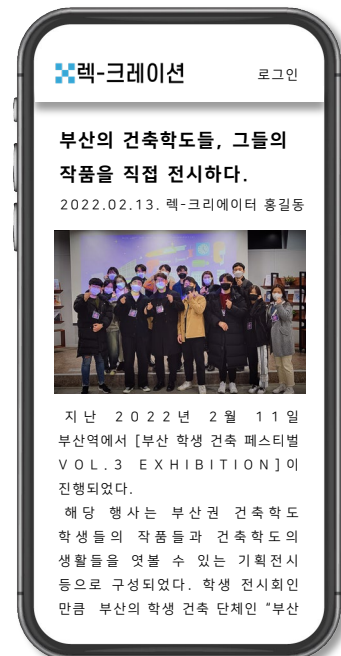 렉-크레이션
로그인
부산의 건축학도들, 그들의
작품을 직접 전시하다.
2022.02.13. 렉-크리에이터 홍길동
지난 2022년 2월 11일
부산역에서 [부산 학생 건축 페스티벌
VOL.3 EXHIBITION]이
진행되었다.
해당 행사는 부산권 건축학도
학생들의 작품들과 건축학도의
생활들을 엿볼 수 있는 기획전시
등으로 구성되었다. 학생 전시회인
만큼 부산의 학생 건축 단체인 “부산